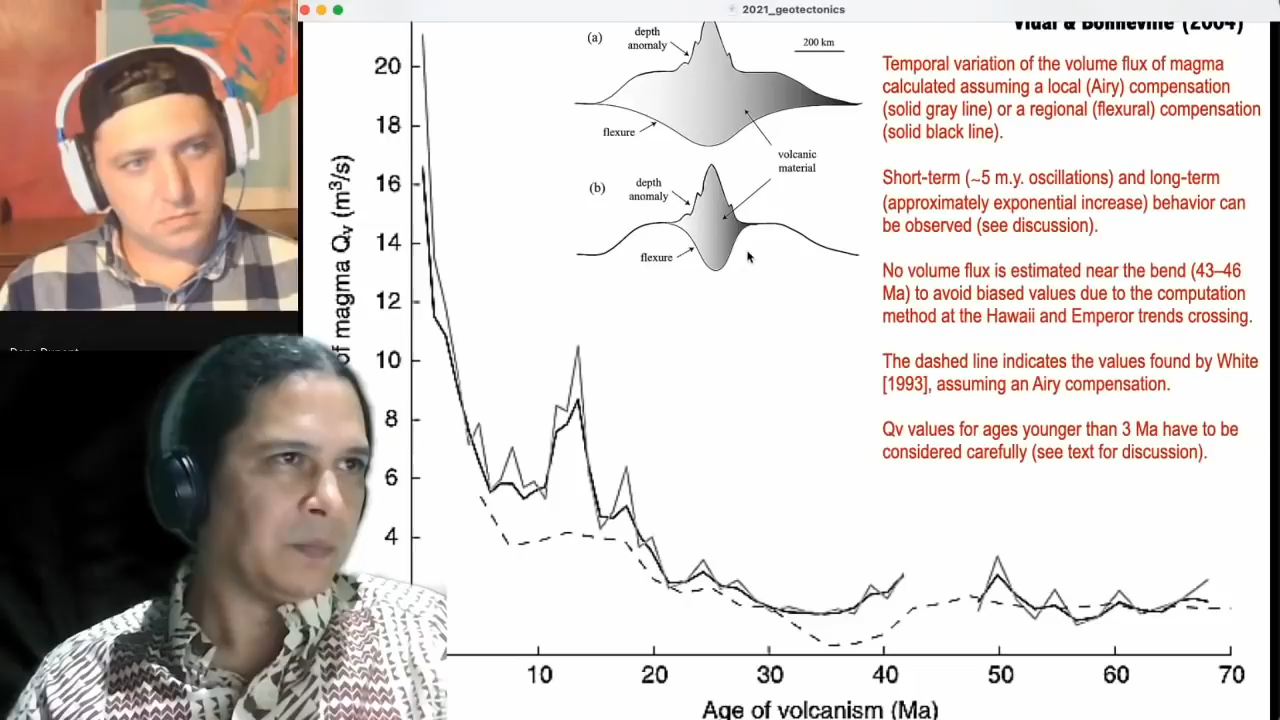 2021_geotectonics
Vidal & Bonneville (2004)
Temporal variation of the volume flux of magma
calculated assuming a local (Airy) compensation
(solid gray line) or a regional (flexural) compensation
(solid black line).
Short-term (~5 m.y. oscillations) and long-term
(approximately exponential increase) behavior can
be observed (see discussion).
No volume flux is estimated near the bend (43–46
Ma) to avoid biased values due to the computation
method at the Hawaii and Emperor trends crossing.
The dashed line indicates the values found by White
[1993], assuming an Airy compensation.
Qv values for ages younger than 3 Ma have to be
considered carefully (see text for discussion).
(a)
depth
anomaly
200 km
flexure
volcanic
material
(b)
depth
anomaly
flexure
of magma Qv (m3/s)
20
18
16
14
12
10
8
6
4
10
20
30
40
50
60
70
Age of volcanism (Ma)